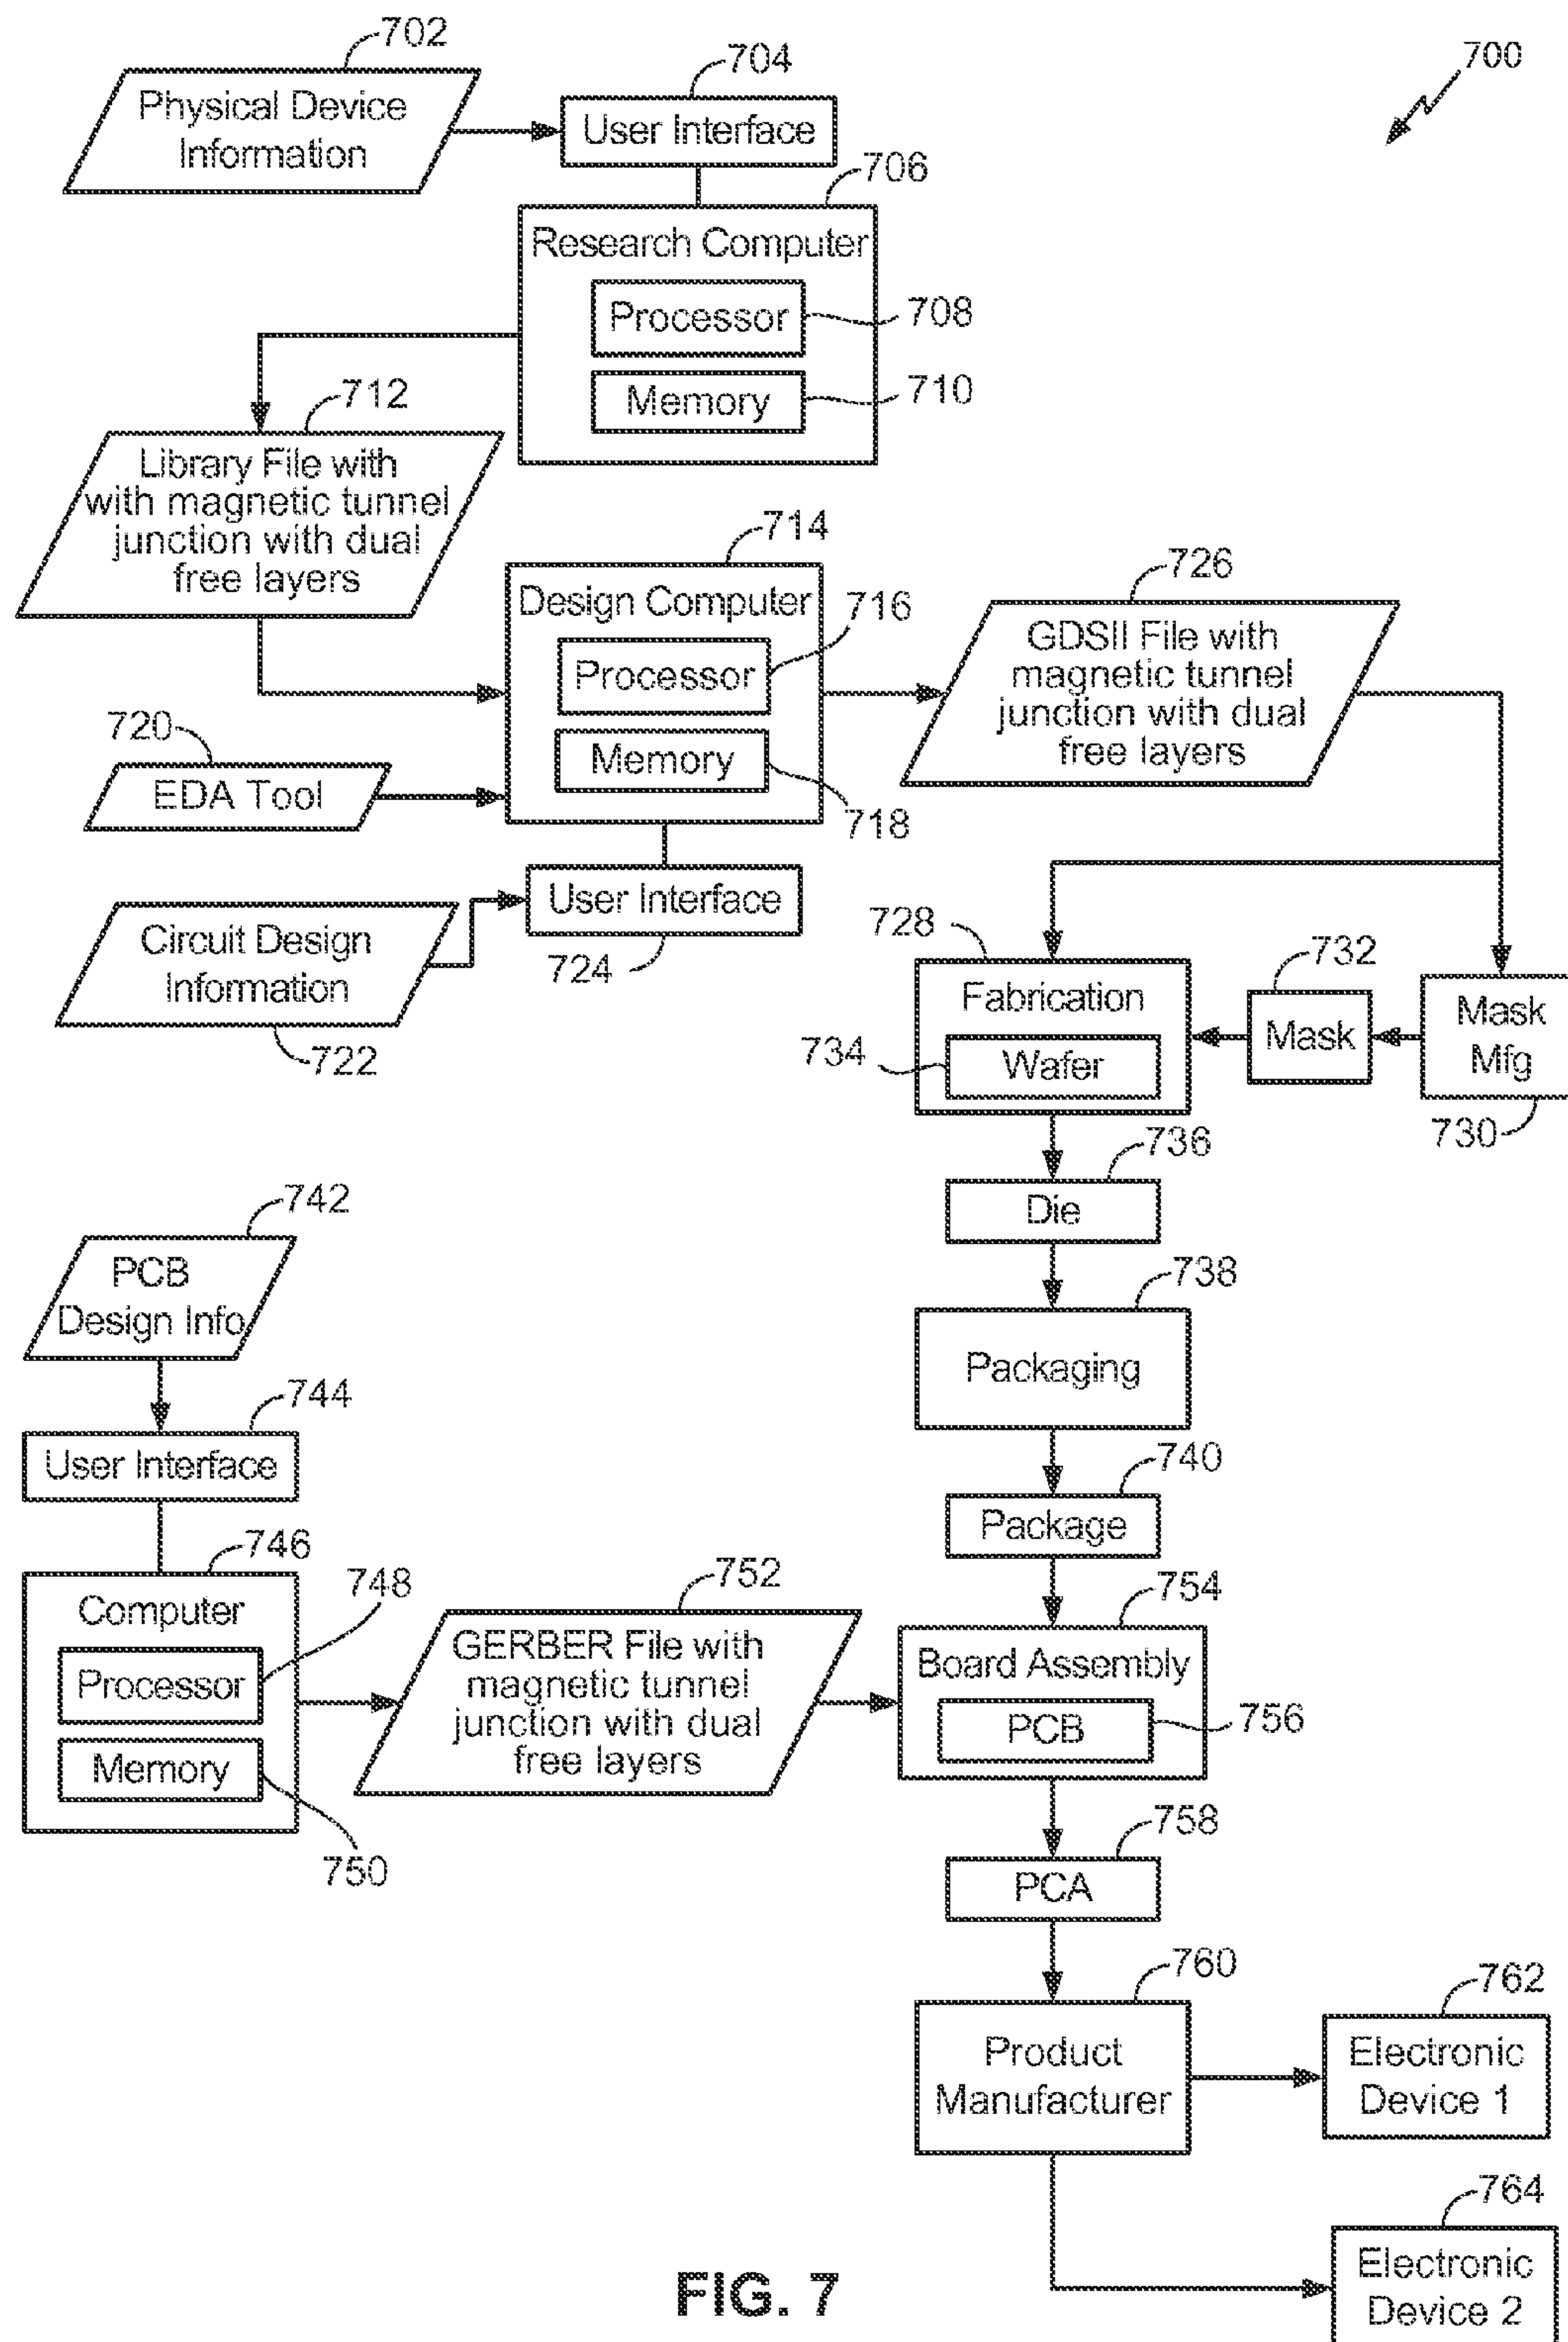 702
704
700
Physical Device
Information
User Interface
706
Research Computer
Processor
708
Memory
710
712
Library File with
with magnetic tunnel
junction with dual
free layers
714
Design Computer
716
Processor
Memory
718
726
GDSII File with
magnetic tunnel
junction with dual
free layers
720
EDA Tool
User Interface
724
Circuit Design
Information
722
728
Fabrication
734
Wafer
732
Mask
Mask
Mfg
730
736
Die
738
Packaging
740
Package
742
PCB
Design Info
744
User Interface
746
Computer
748
Processor
Memory
750
752
GERBER File with
magnetic tunnel
junction with dual
free layers
754
Board Assembly
PCB
756
758
PCA
760
Product
Manufacturer
762
Electronic
Device 1
764
Electronic
Device 2
FIG. 7